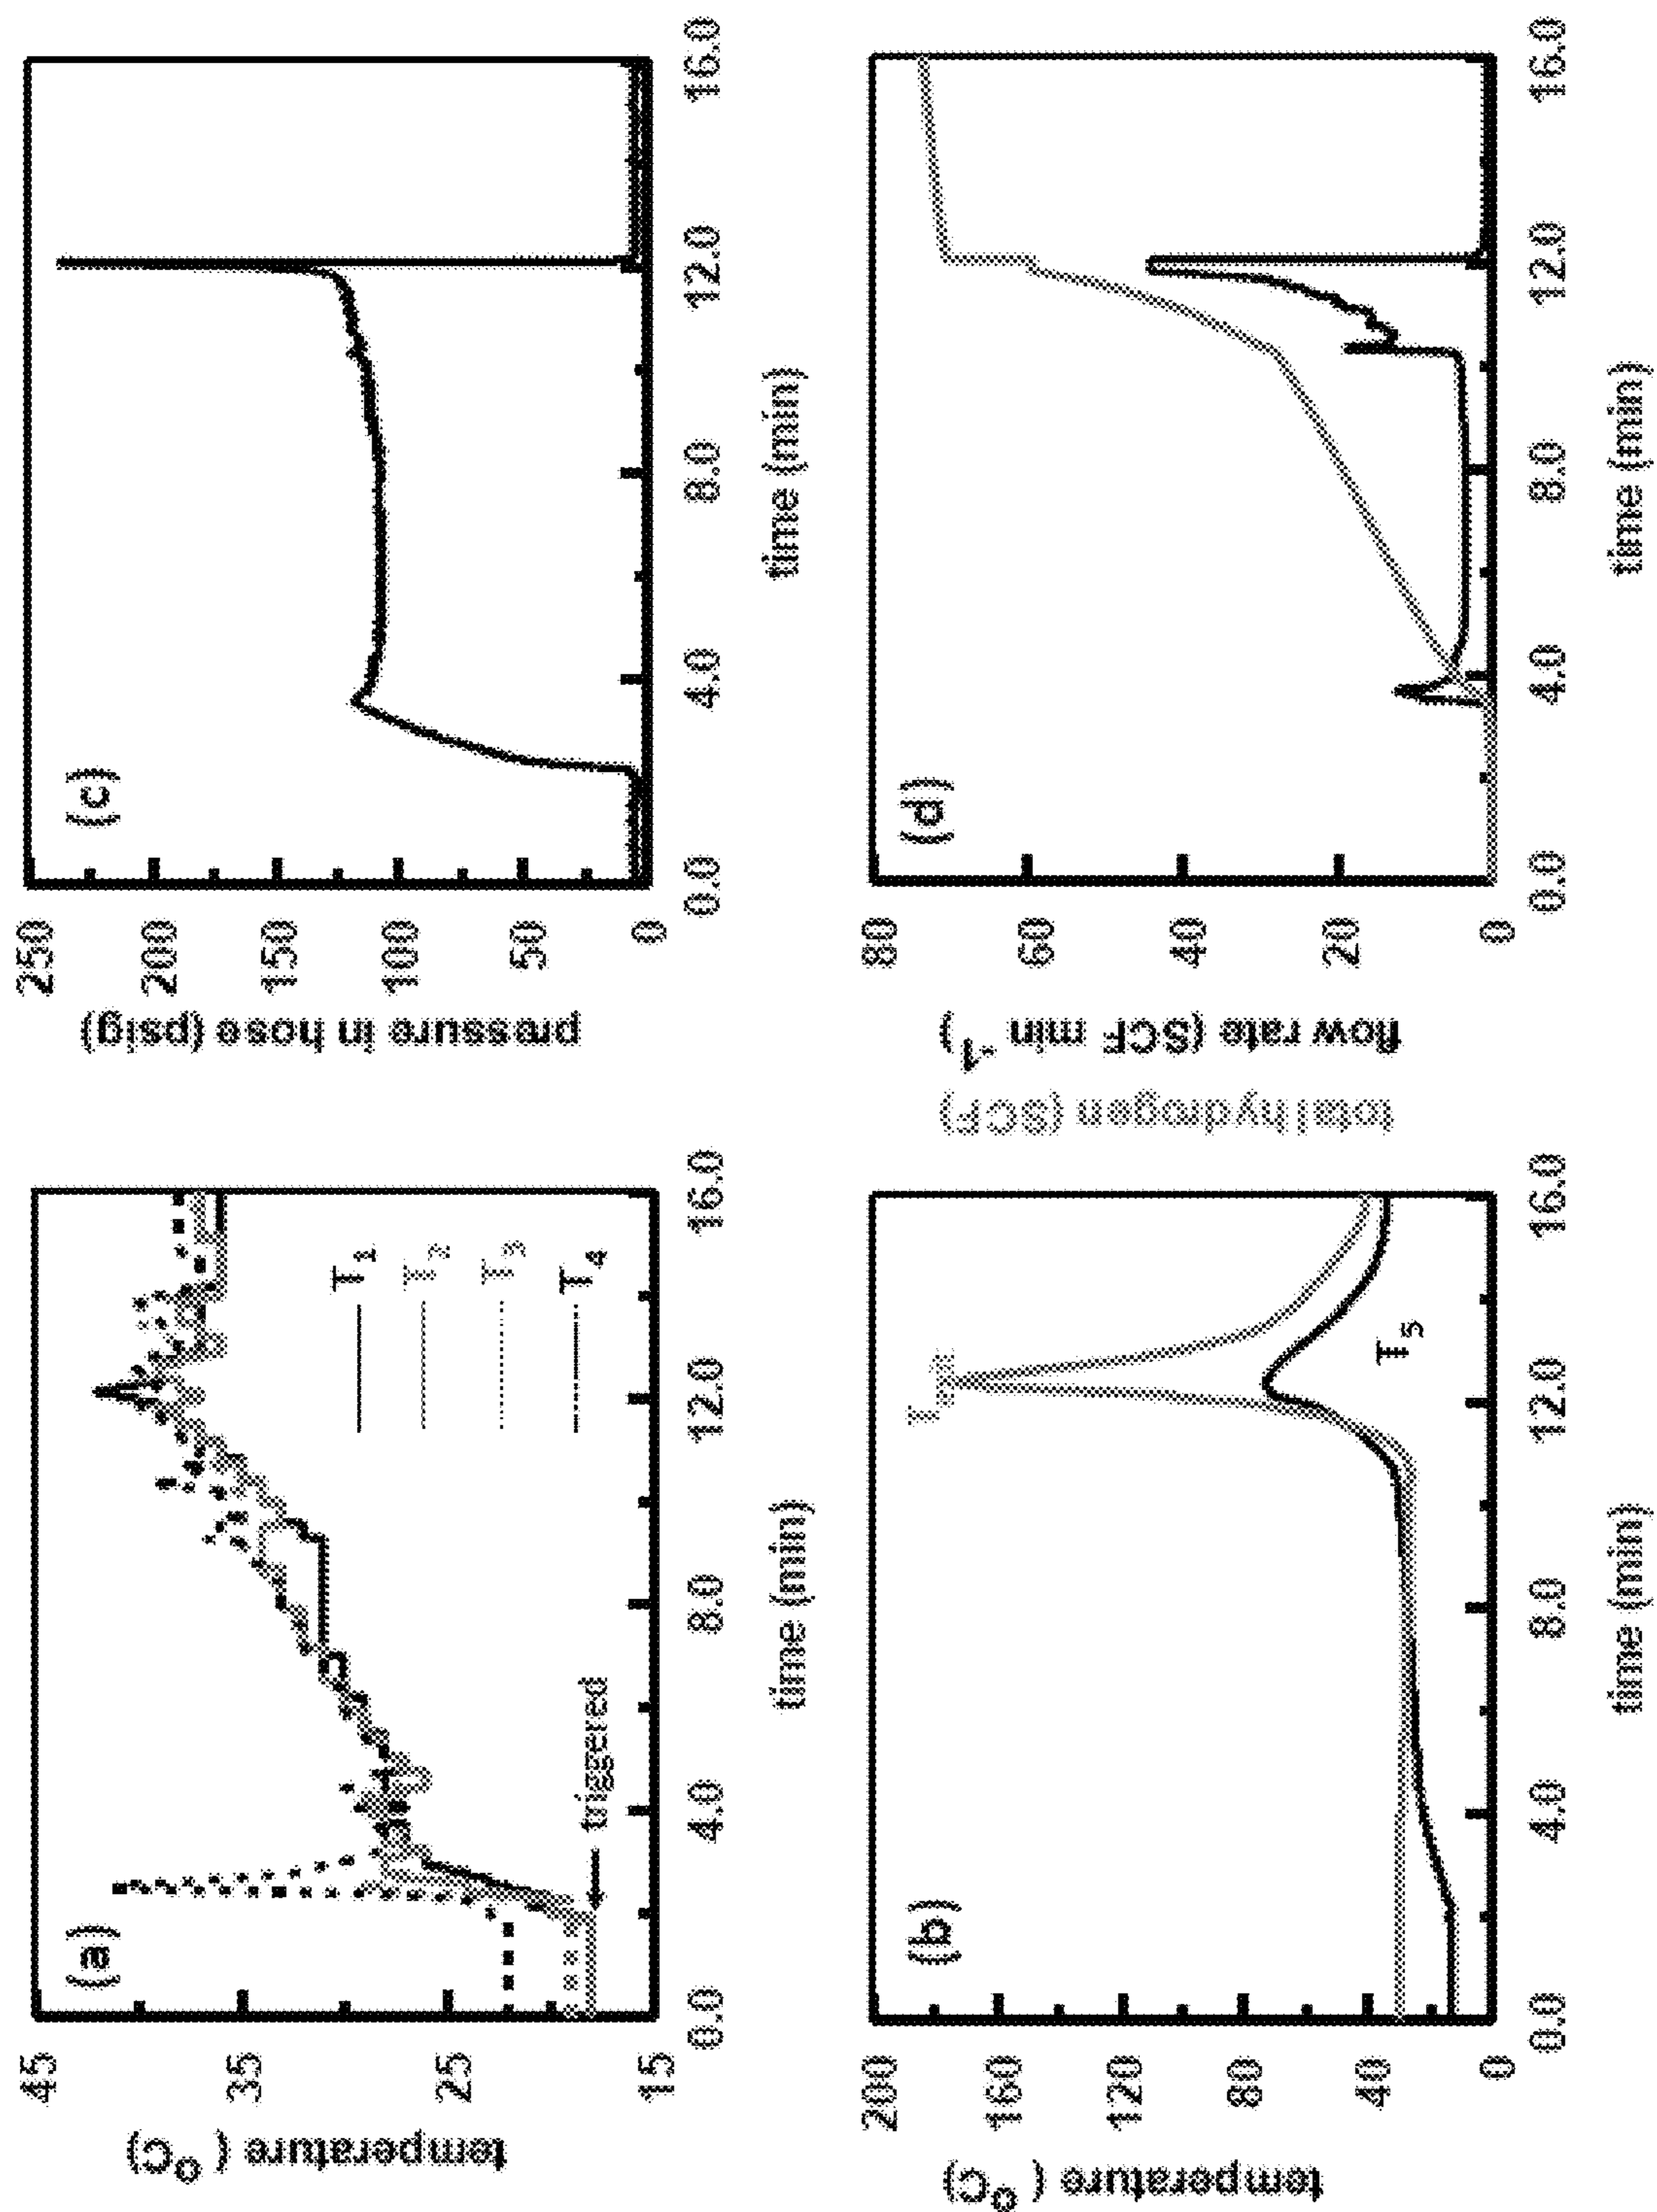 (a)
45
35
25
15
temperature (°C)
T1
T2
T3
T4
triggered
0.0 4.0 8.0 12.0 16.0
time (min)
(c)
250
200
150
100
50
0
pressure in hose (psig)
0.0 4.0 8.0 12.0 16.0
time (min)
(b)
200
160
120
80
40
0
temperature (°C)
T5
0.0 4.0 8.0 12.0 16.0
time (min)
(d)
total hydrogen (SCF)
flow rate (SCF min-1)
80
60
40
20
0
0.0 4.0 8.0 12.0 16.0
time (min)